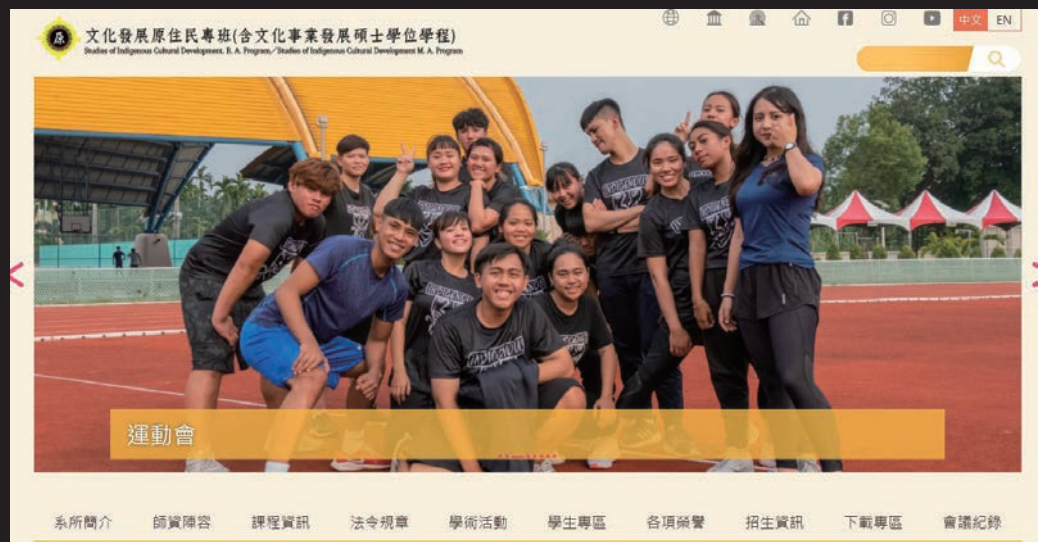 原
文化發展原住民專班(含文化事業發展碩士學位學程)
Studies of Indigenous Cultural Development. B. A. Program／Studies of Indigenous Cultural Development M. A. Program
中文 EN
運動會
系所簡介 師資陣容 課程資訊 法令規章 學術活動 學生專區 各項榮譽 招生資訊 下載專區 會議紀錄